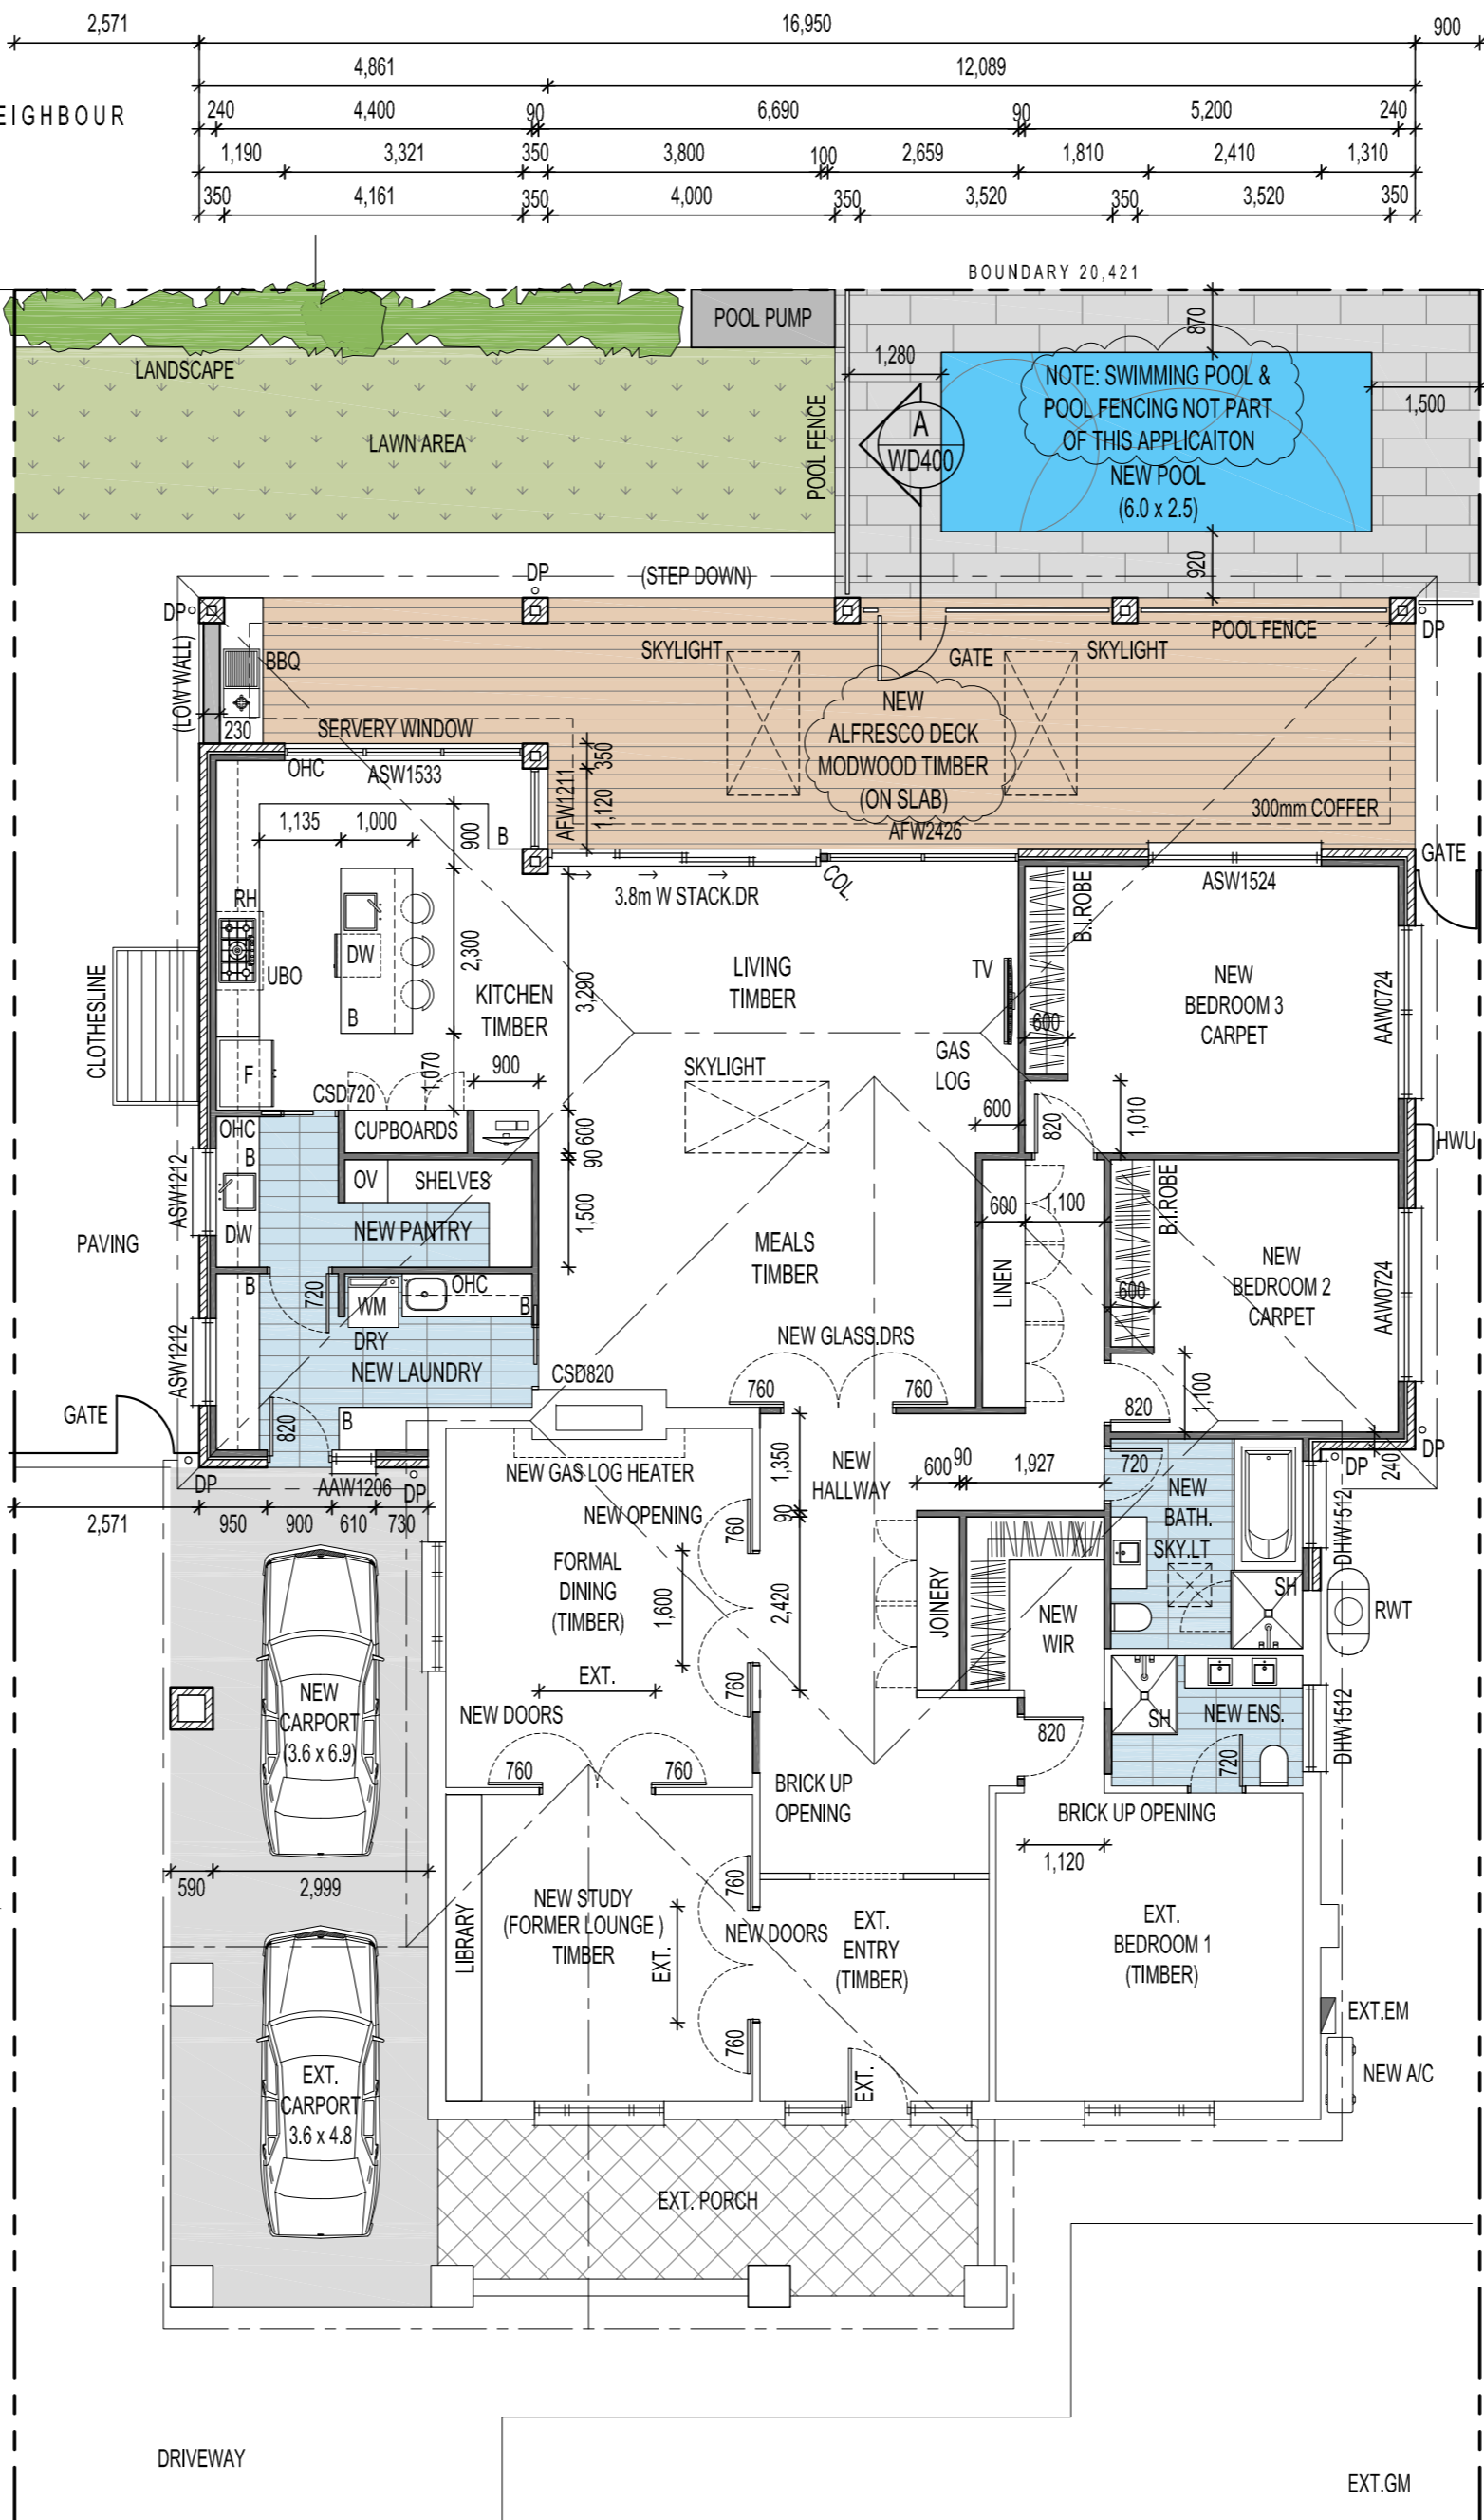 2,571 16,950 900
4,861 12,089
EIGHBOUR
240 4,400 90 6,690 90 5,200 240
1,190 3,321 350 3,800 100 2,659 1,810 2,410 1,310
350 4,161 350 4,000 350 3,520 350 3,520 350
BOUNDARY 20,421
POOL PUMP
870
LANDSCAPE
1,280
NOTE: SWIMMING POOL &
POOL FENCING NOT PART
OF THIS APPLICAITON
1,500
LAWN AREA
POOL FENCE
A
WD400
NEW POOL
(6.0 x 2.5)
920
DP
(STEP DOWN)
DP
DP
POOL FENCE
(LOW WALL)
BBQ
SKYLIGHT
GATE
SKYLIGHT
230
SERVERY WINDOW
NEW
ALFRESCO DECK
MODWOOD TIMBER
(ON SLAB)
OHC
ASW1533
AFW1211
350
1,120
AFW2426
300mm COFFER
1,135
1,000
900
B
GATE
3.8m W STACK.DR
COL.
B.I.ROBE
ASW1524
RH
DW
UBO
2,300
B
KITCHEN
TIMBER
3,290
LIVING
TIMBER
TV
NEW
BEDROOM 3
CARPET
AAW0724
CLOTHESLINE
600
F
1,070
900
SKYLIGHT
GAS
LOG
CSD720
600
820
1,010
OHC
B
CUPBOARDS
600
90
HWU
OV
SHELVES
ASW1212
DW
NEW PANTRY
1,500
600
1,100
B.I.ROBE
PAVING
MEALS
TIMBER
LINEN
NEW
BEDROOM 2
CARPET
AAW0724
B
720
WM
OHC
B
600
DRY
NEW LAUNDRY
NEW GLASS.DRS
ASW1212
CSD820
760
760
1,100
GATE
820
B
820
DP
DP
AAW1206
DP
NEW GAS LOG HEATER
1,350
NEW
HALLWAY
600
90
1,927
720
240
DP
2,571
950
900
610
730
NEW OPENING
90
NEW
BATH.
SKY.LT
DHW1512
760
FORMAL
DINING
(TIMBER)
1,600
2,420
SH
JOINERY
NEW
WIR
RWT
EXT.
760
NEW
CARPORT
(3.6 x 6.9)
NEW DOORS
SH
NEW ENS.
DHW1512
820
720
760
760
BRICK UP
OPENING
BRICK UP OPENING
1,120
590
2,999
760
LIBRARY
NEW STUDY
(FORMER LOUNGE )
TIMBER
EXT.
NEW DOORS
EXT.
ENTRY
(TIMBER)
EXT.
BEDROOM 1
(TIMBER)
760
EXT.EM
EXT.
CARPORT
3.6 x 4.8
EXT.
NEW A/C
EXT. PORCH
DRIVEWAY
EXT.GM